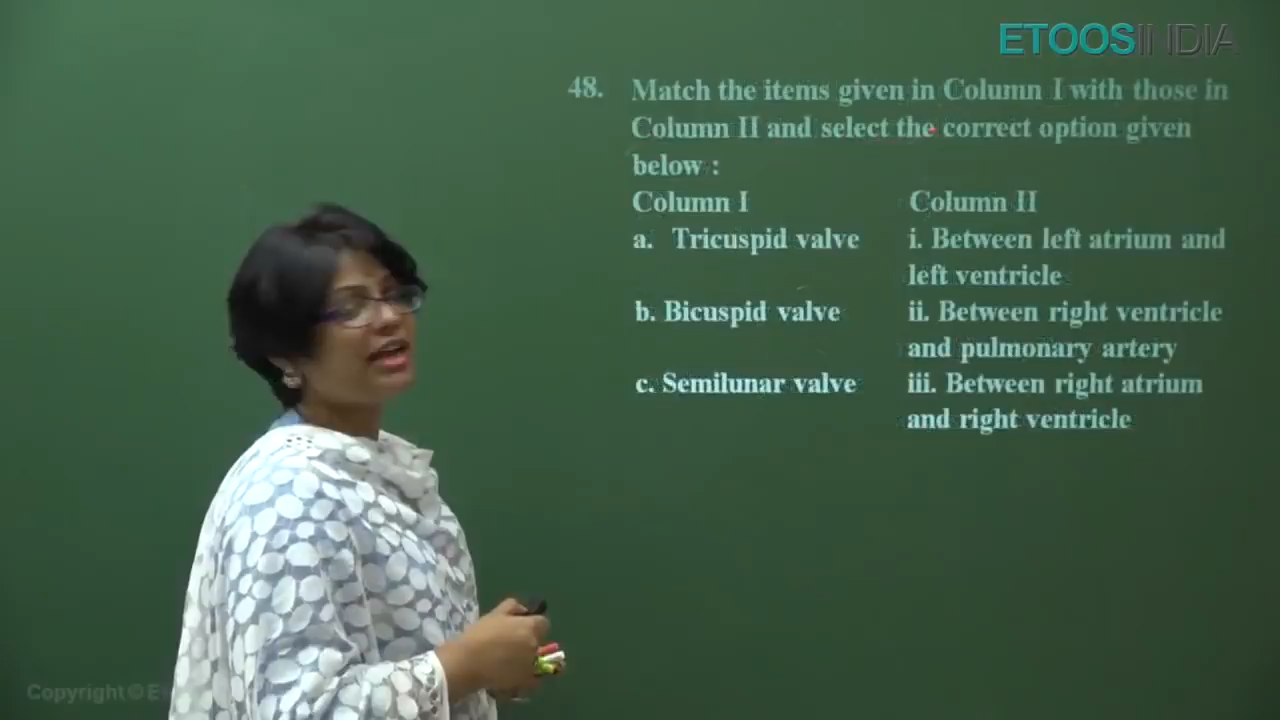 ETOOSINDIA
48. Match the items given in Column I with those in
Column II and select the correct option given
below :
Column I Column II
a. Tricuspid valve i. Between left atrium and
left ventricle
b. Bicuspid valve ii. Between right ventricle
and pulmonary artery
c. Semilunar valve iii. Between right atrium
and right ventricle
Copyright © E